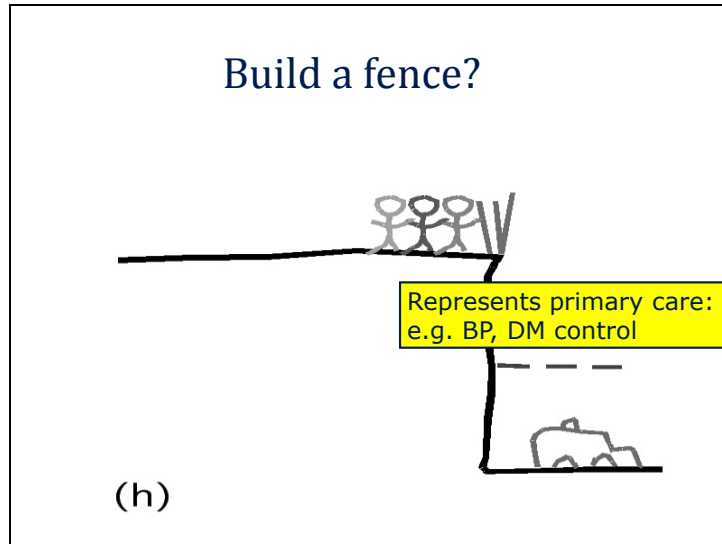 Build a fence?
Represents primary care:
e.g. BP, DM control
(h)